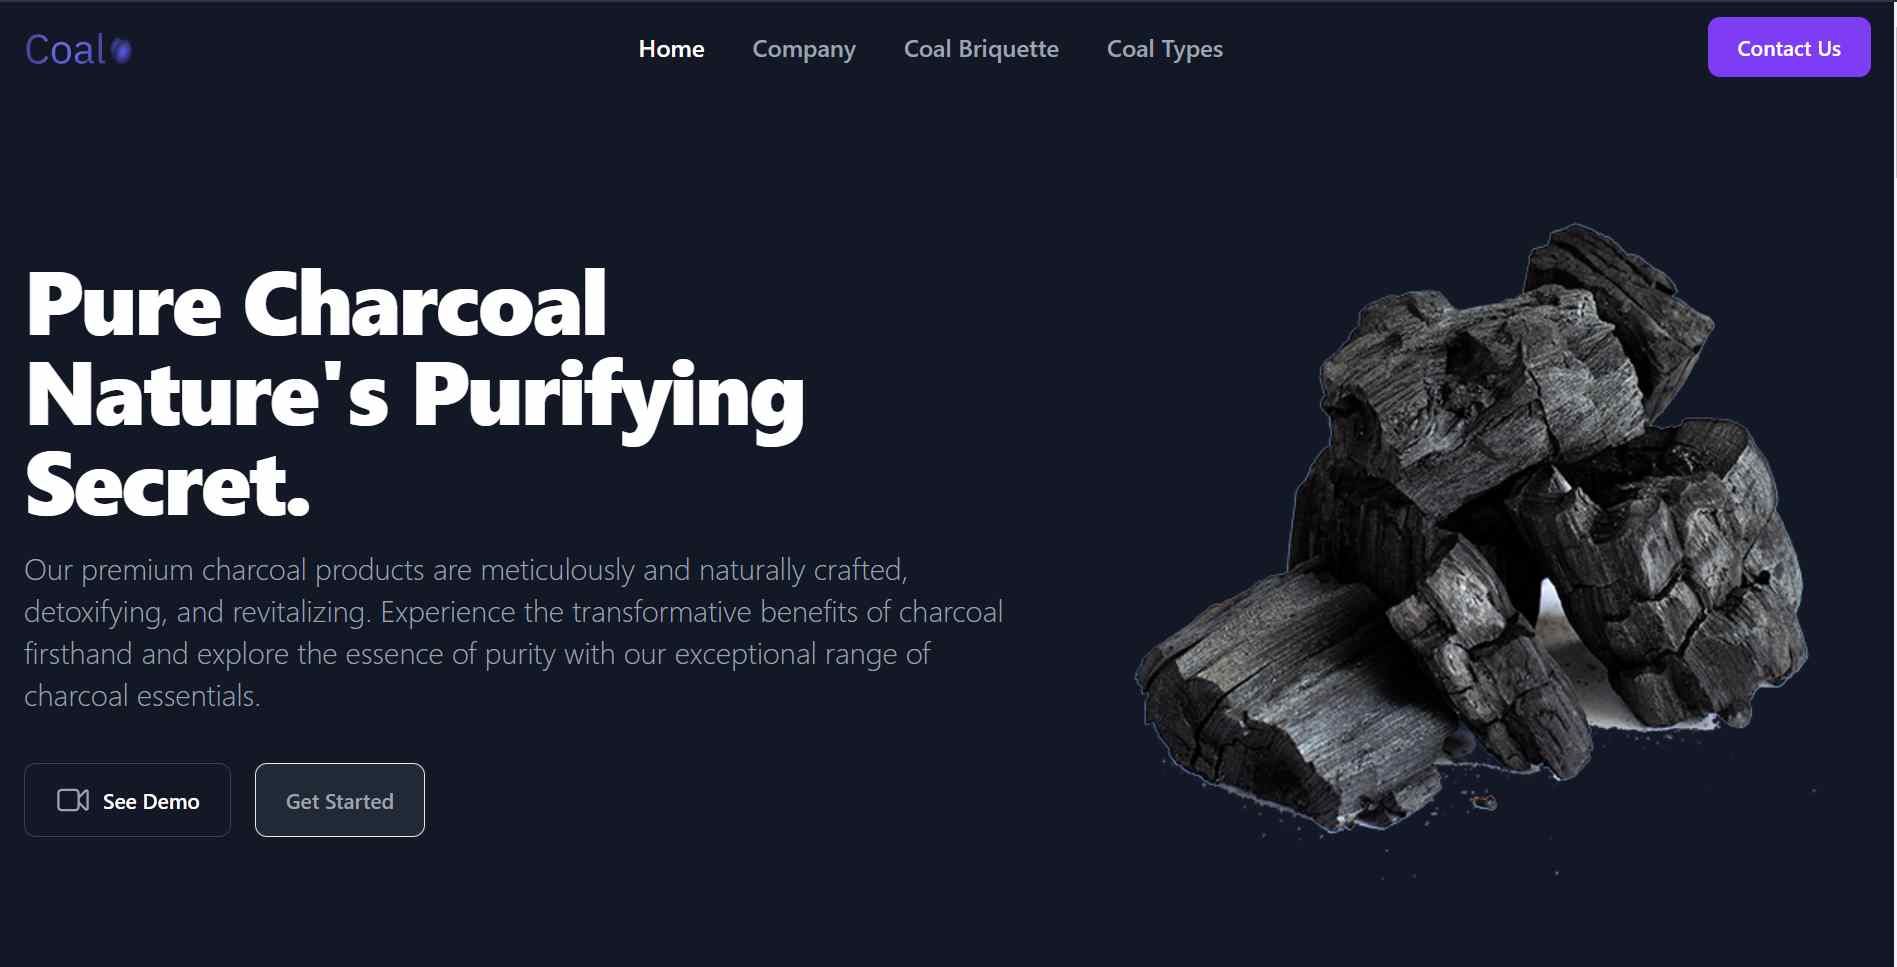 Coal
Home
Company
Coal Briquette
Coal Types
Contact Us
Pure Charcoal
Nature's Purifying
Secret.
Our premium charcoal products are meticulously and naturally crafted,
detoxifying, and revitalizing. Experience the transformative benefits of charcoal
firsthand and explore the essence of purity with our exceptional range of
charcoal essentials.
See Demo
Get Started